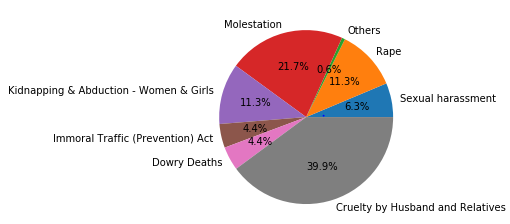 Molestation
Others
Rape
21.7%
0.6%
11.3%
Kidnapping & Abduction - Women & Girls
11.3%
Sexual harassment
6.3%
4.4%
Immoral Traffic (Prevention) Act
4.4%
Dowry Deaths
39.9%
Cruelty by Husband and Relatives